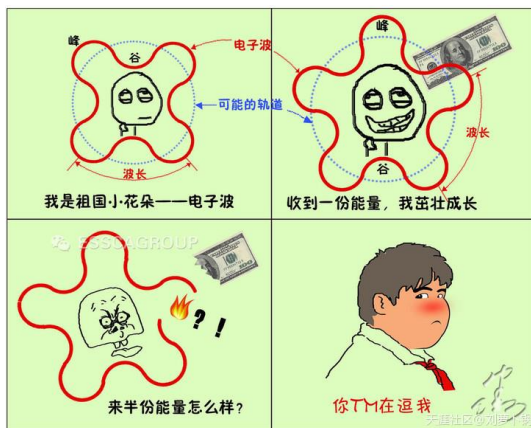 峰
谷
电子波
可能的轨道
波长
我是祖国小花朵——电子波
峰
波长
谷
收到一份能量，我茁壮成长
ESSCAGROUP
?!
来半份能量怎么样?
你TM在逗我